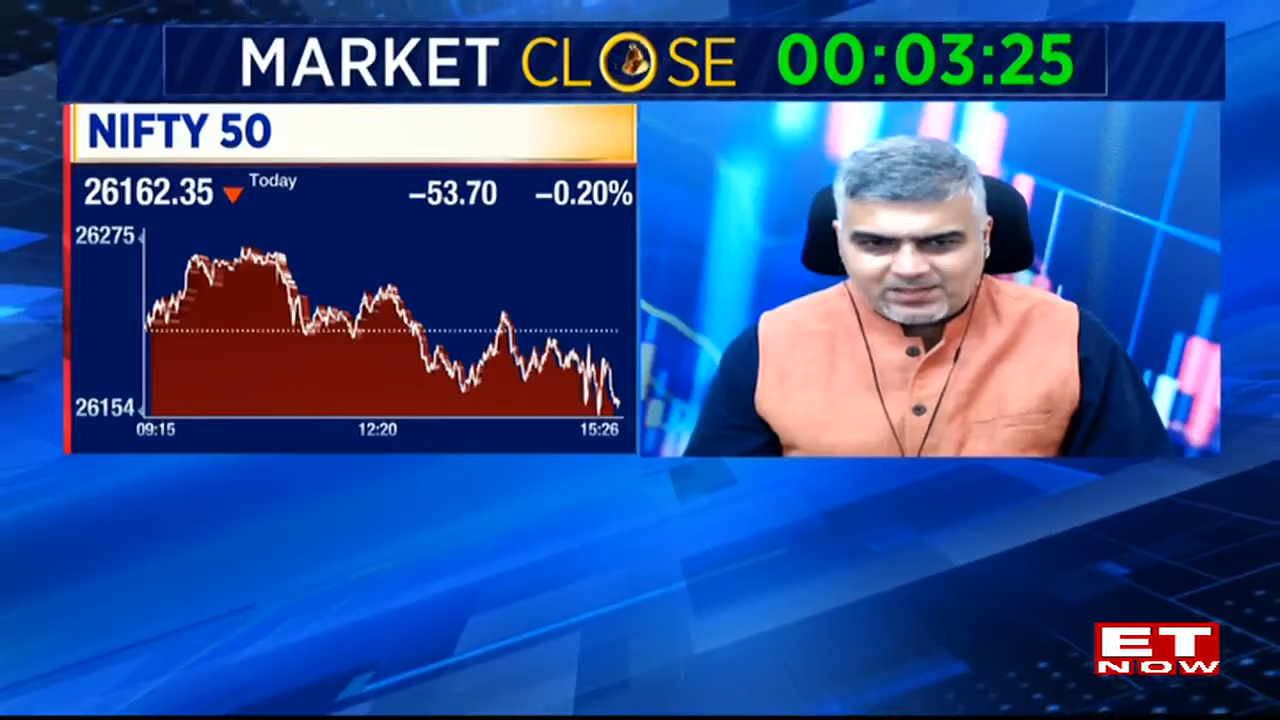 MARKET CLOSE 00:03:25
NIFTY 50
26162.35 Today –53.70 –0.20%
26275
26154
09:15 12:20 15:26
ET
NOW